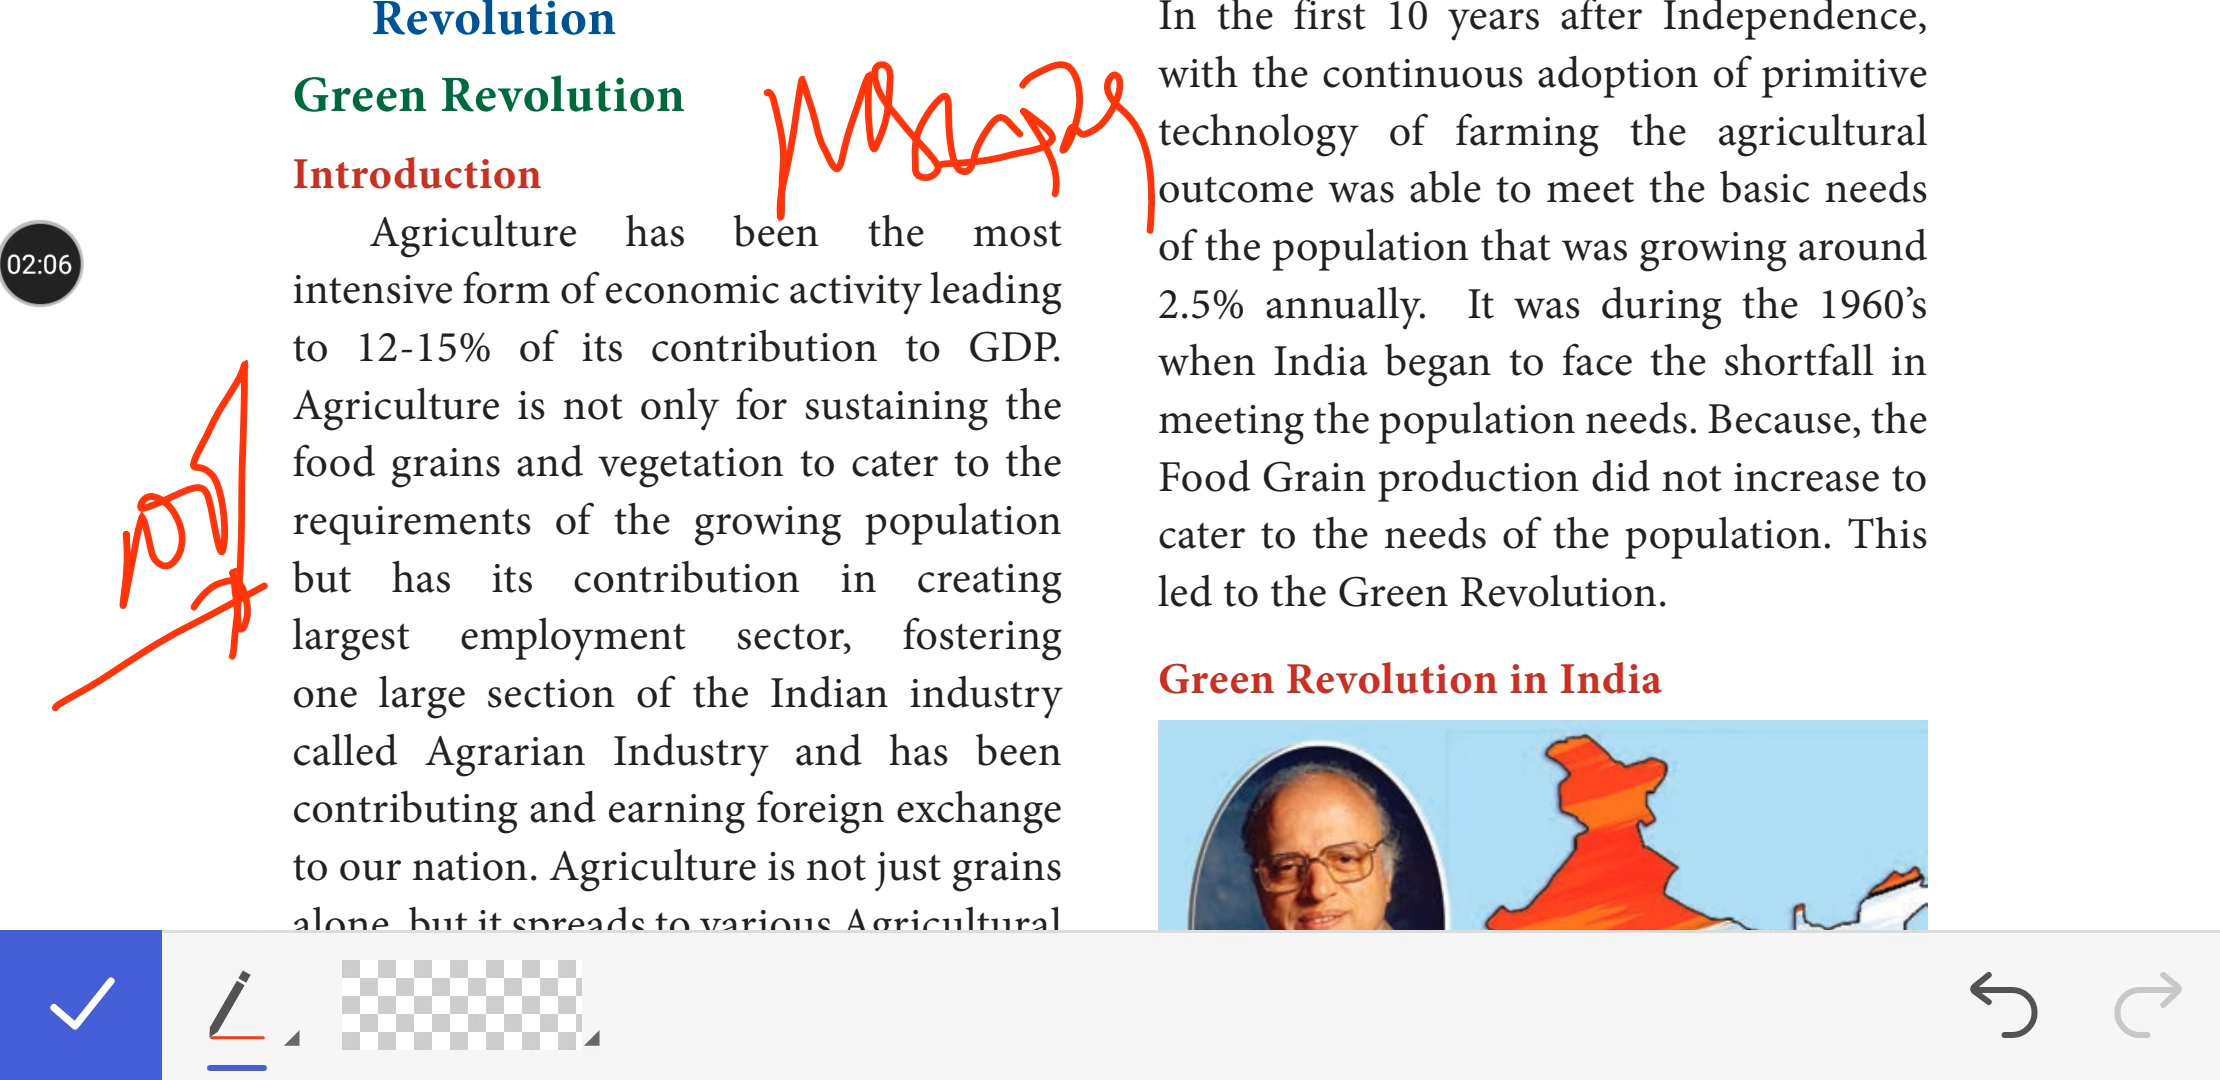 Revolution
Green Revolution
Introduction
Agriculture has been the most
intensive form of economic activity leading
to 12-15% of its contribution to GDP.
Agriculture is not only for sustaining the
food grains and vegetation to cater to the
requirements of the growing population
but has its contribution in creating
largest employment sector, fostering
one large section of the Indian industry
called Agrarian Industry and has been
contributing and earning foreign exchange
to our nation. Agriculture is not just grains
alone, but it spreads to various Agricultural
In the first 10 years after Independence,
with the continuous adoption of primitive
technology of farming the agricultural
outcome was able to meet the basic needs
of the population that was growing around
2.5% annually. It was during the 1960’s
when India began to face the shortfall in
meeting the population needs. Because, the
Food Grain production did not increase to
cater to the needs of the population. This
led to the Green Revolution.
Green Revolution in India
02:06